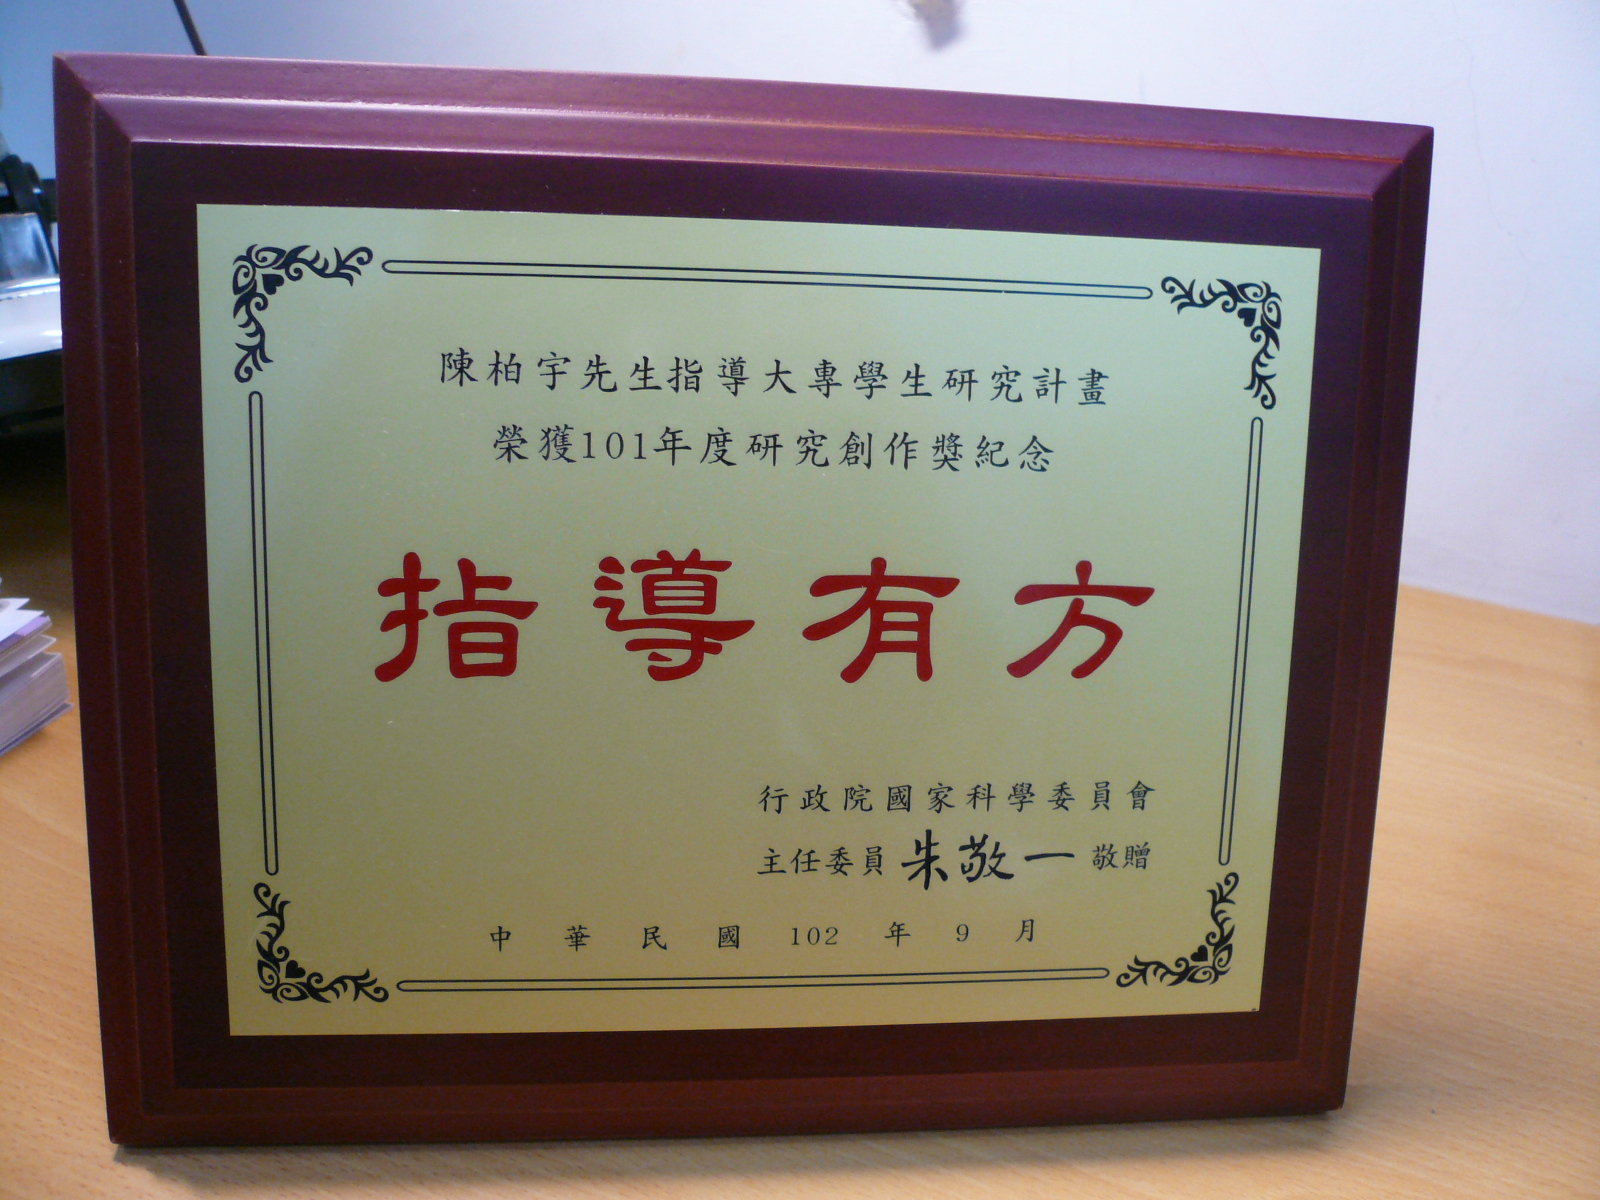 陳柏宇先生指導大專學生研究計畫
榮獲101年度研究創作獎紀念
指導有方
行政院國家科學委員會
主任委員 朱敬一 敬贈
中華民國 102 年 9 月